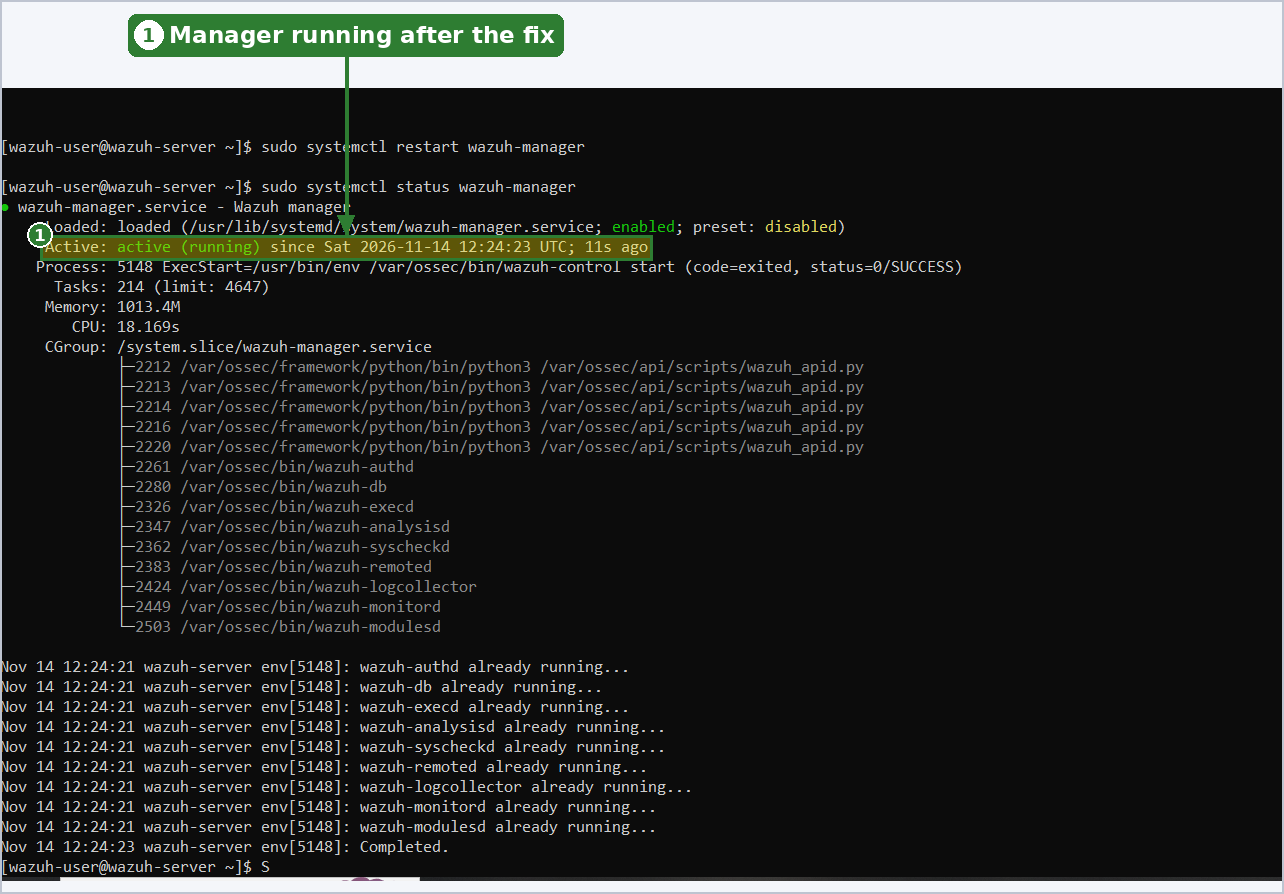 1 Manager running after the fix
[wazuh-user@wazuh-server ~]$ sudo systemctl restart wazuh-manager
[wazuh-user@wazuh-server ~]$ sudo systemctl status wazuh-manager
● wazuh-manager.service - Wazuh manager
Loaded: loaded (/usr/lib/systemd/system/wazuh-manager.service; enabled; preset: disabled)
1 Active: active (running) since Sat 2026-11-14 12:24:23 UTC; 11s ago
Process: 5148 ExecStart=/usr/bin/env /var/ossec/bin/wazuh-control start (code=exited, status=0/SUCCESS)
Tasks: 214 (limit: 4647)
Memory: 1013.4M
CPU: 18.169s
CGroup: /system.slice/wazuh-manager.service
├─2212 /var/ossec/framework/python/bin/python3 /var/ossec/api/scripts/wazuh_apid.py
├─2213 /var/ossec/framework/python/bin/python3 /var/ossec/api/scripts/wazuh_apid.py
├─2214 /var/ossec/framework/python/bin/python3 /var/ossec/api/scripts/wazuh_apid.py
├─2216 /var/ossec/framework/python/bin/python3 /var/ossec/api/scripts/wazuh_apid.py
├─2220 /var/ossec/framework/python/bin/python3 /var/ossec/api/scripts/wazuh_apid.py
├─2261 /var/ossec/bin/wazuh-authd
├─2280 /var/ossec/bin/wazuh-db
├─2326 /var/ossec/bin/wazuh-execd
├─2347 /var/ossec/bin/wazuh-analysisd
├─2362 /var/ossec/bin/wazuh-syscheckd
├─2383 /var/ossec/bin/wazuh-remoted
├─2424 /var/ossec/bin/wazuh-logcollector
├─2449 /var/ossec/bin/wazuh-monitord
└─2503 /var/ossec/bin/wazuh-modulesd
Nov 14 12:24:21 wazuh-server env[5148]: wazuh-authd already running...
Nov 14 12:24:21 wazuh-server env[5148]: wazuh-db already running...
Nov 14 12:24:21 wazuh-server env[5148]: wazuh-execd already running...
Nov 14 12:24:21 wazuh-server env[5148]: wazuh-analysisd already running...
Nov 14 12:24:21 wazuh-server env[5148]: wazuh-syscheckd already running...
Nov 14 12:24:21 wazuh-server env[5148]: wazuh-remoted already running...
Nov 14 12:24:21 wazuh-server env[5148]: wazuh-logcollector already running...
Nov 14 12:24:21 wazuh-server env[5148]: wazuh-monitord already running...
Nov 14 12:24:21 wazuh-server env[5148]: wazuh-modulesd already running...
Nov 14 12:24:23 wazuh-server env[5148]: Completed.
[wazuh-user@wazuh-server ~]$ S